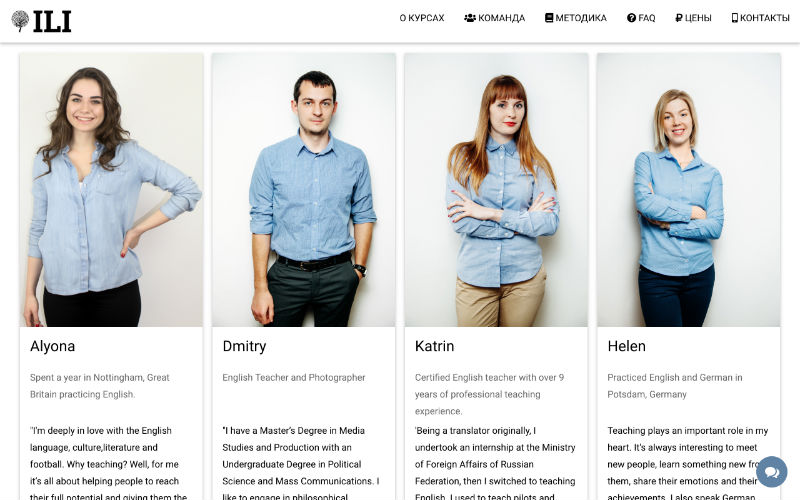 ILI
О КУРСАХ КОМАНДА МЕТОДИКА FAQ ЦЕНЫ КОНТАКТЫ
Alyona
Spent a year in Nottingham, Great
Britain practicing English.
"I'm deeply in love with the English
language, culture,literature and
football. Why teaching? Well, for me
it's all about helping people to reach
their full potential and giving them the
Dmitry
English Teacher and Photographer
"I have a Master's Degree in Media
Studies and Production with an
Undergraduate Degree in Political
Science and Mass Communications. I
like to engage in philosophical
Katrin
Certified English teacher with over 9
years of professional teaching
experience.
'Being a translator originally, I
undertook an internship at the Ministry
of Foreign Affairs of Russian
Federation, then I switched to teaching
English. I used to teach pilots and
Helen
Practiced English and German in
Potsdam, Germany
Teaching plays an important role in my
heart. It's always interesting to meet
new people, learn something new from
them, share their emotions and their
achievements. I also speak German